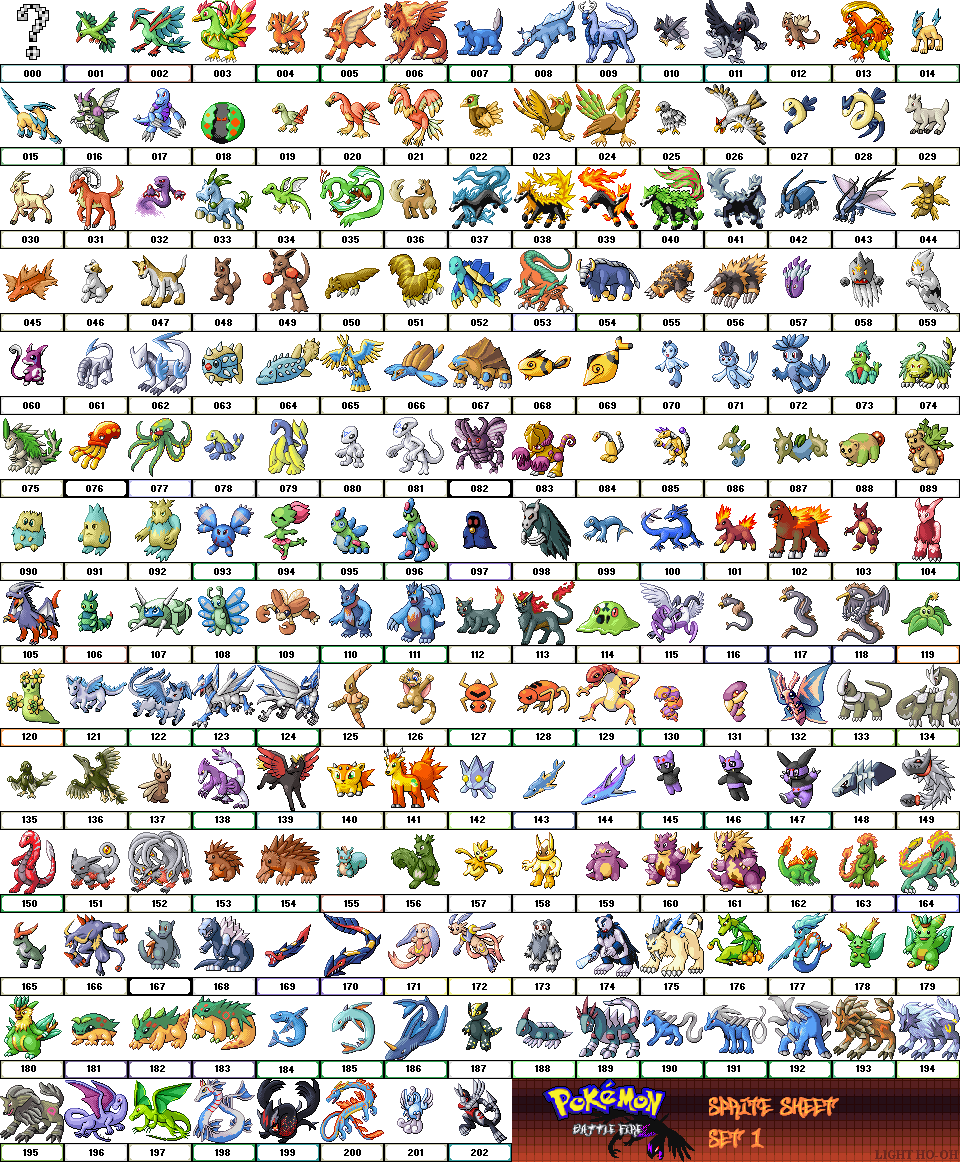 ?
000 001 002 003 004 005 006 007 008 009 010 011 012 013 014
015 016 017 018 019 020 021 022 023 024 025 026 027 028 029
030 031 032 033 034 035 036 037 038 039 040 041 042 043 044
045 046 047 048 049 050 051 052 053 054 055 056 057 058 059
060 061 062 063 064 065 066 067 068 069 070 071 072 073 074
075 076 077 078 079 080 081 082 083 084 085 086 087 088 089
090 091 092 093 094 095 096 097 098 099 100 101 102 103 104
105 106 107 108 109 110 111 112 113 114 115 116 117 118 119
120 121 122 123 124 125 126 127 128 129 130 131 132 133 134
135 136 137 138 139 140 141 142 143 144 145 146 147 148 149
150 151 152 153 154 155 156 157 158 159 160 161 162 163 164
165 166 167 168 169 170 171 172 173 174 175 176 177 178 179
180 181 182 183 184 185 186 187 188 189 190 191 192 193 194
195 196 197 198 199 200 201 202
POKéMON
BATTLE FIRE
SPRITE SHEET
SET 1
LIGHT HO-OH